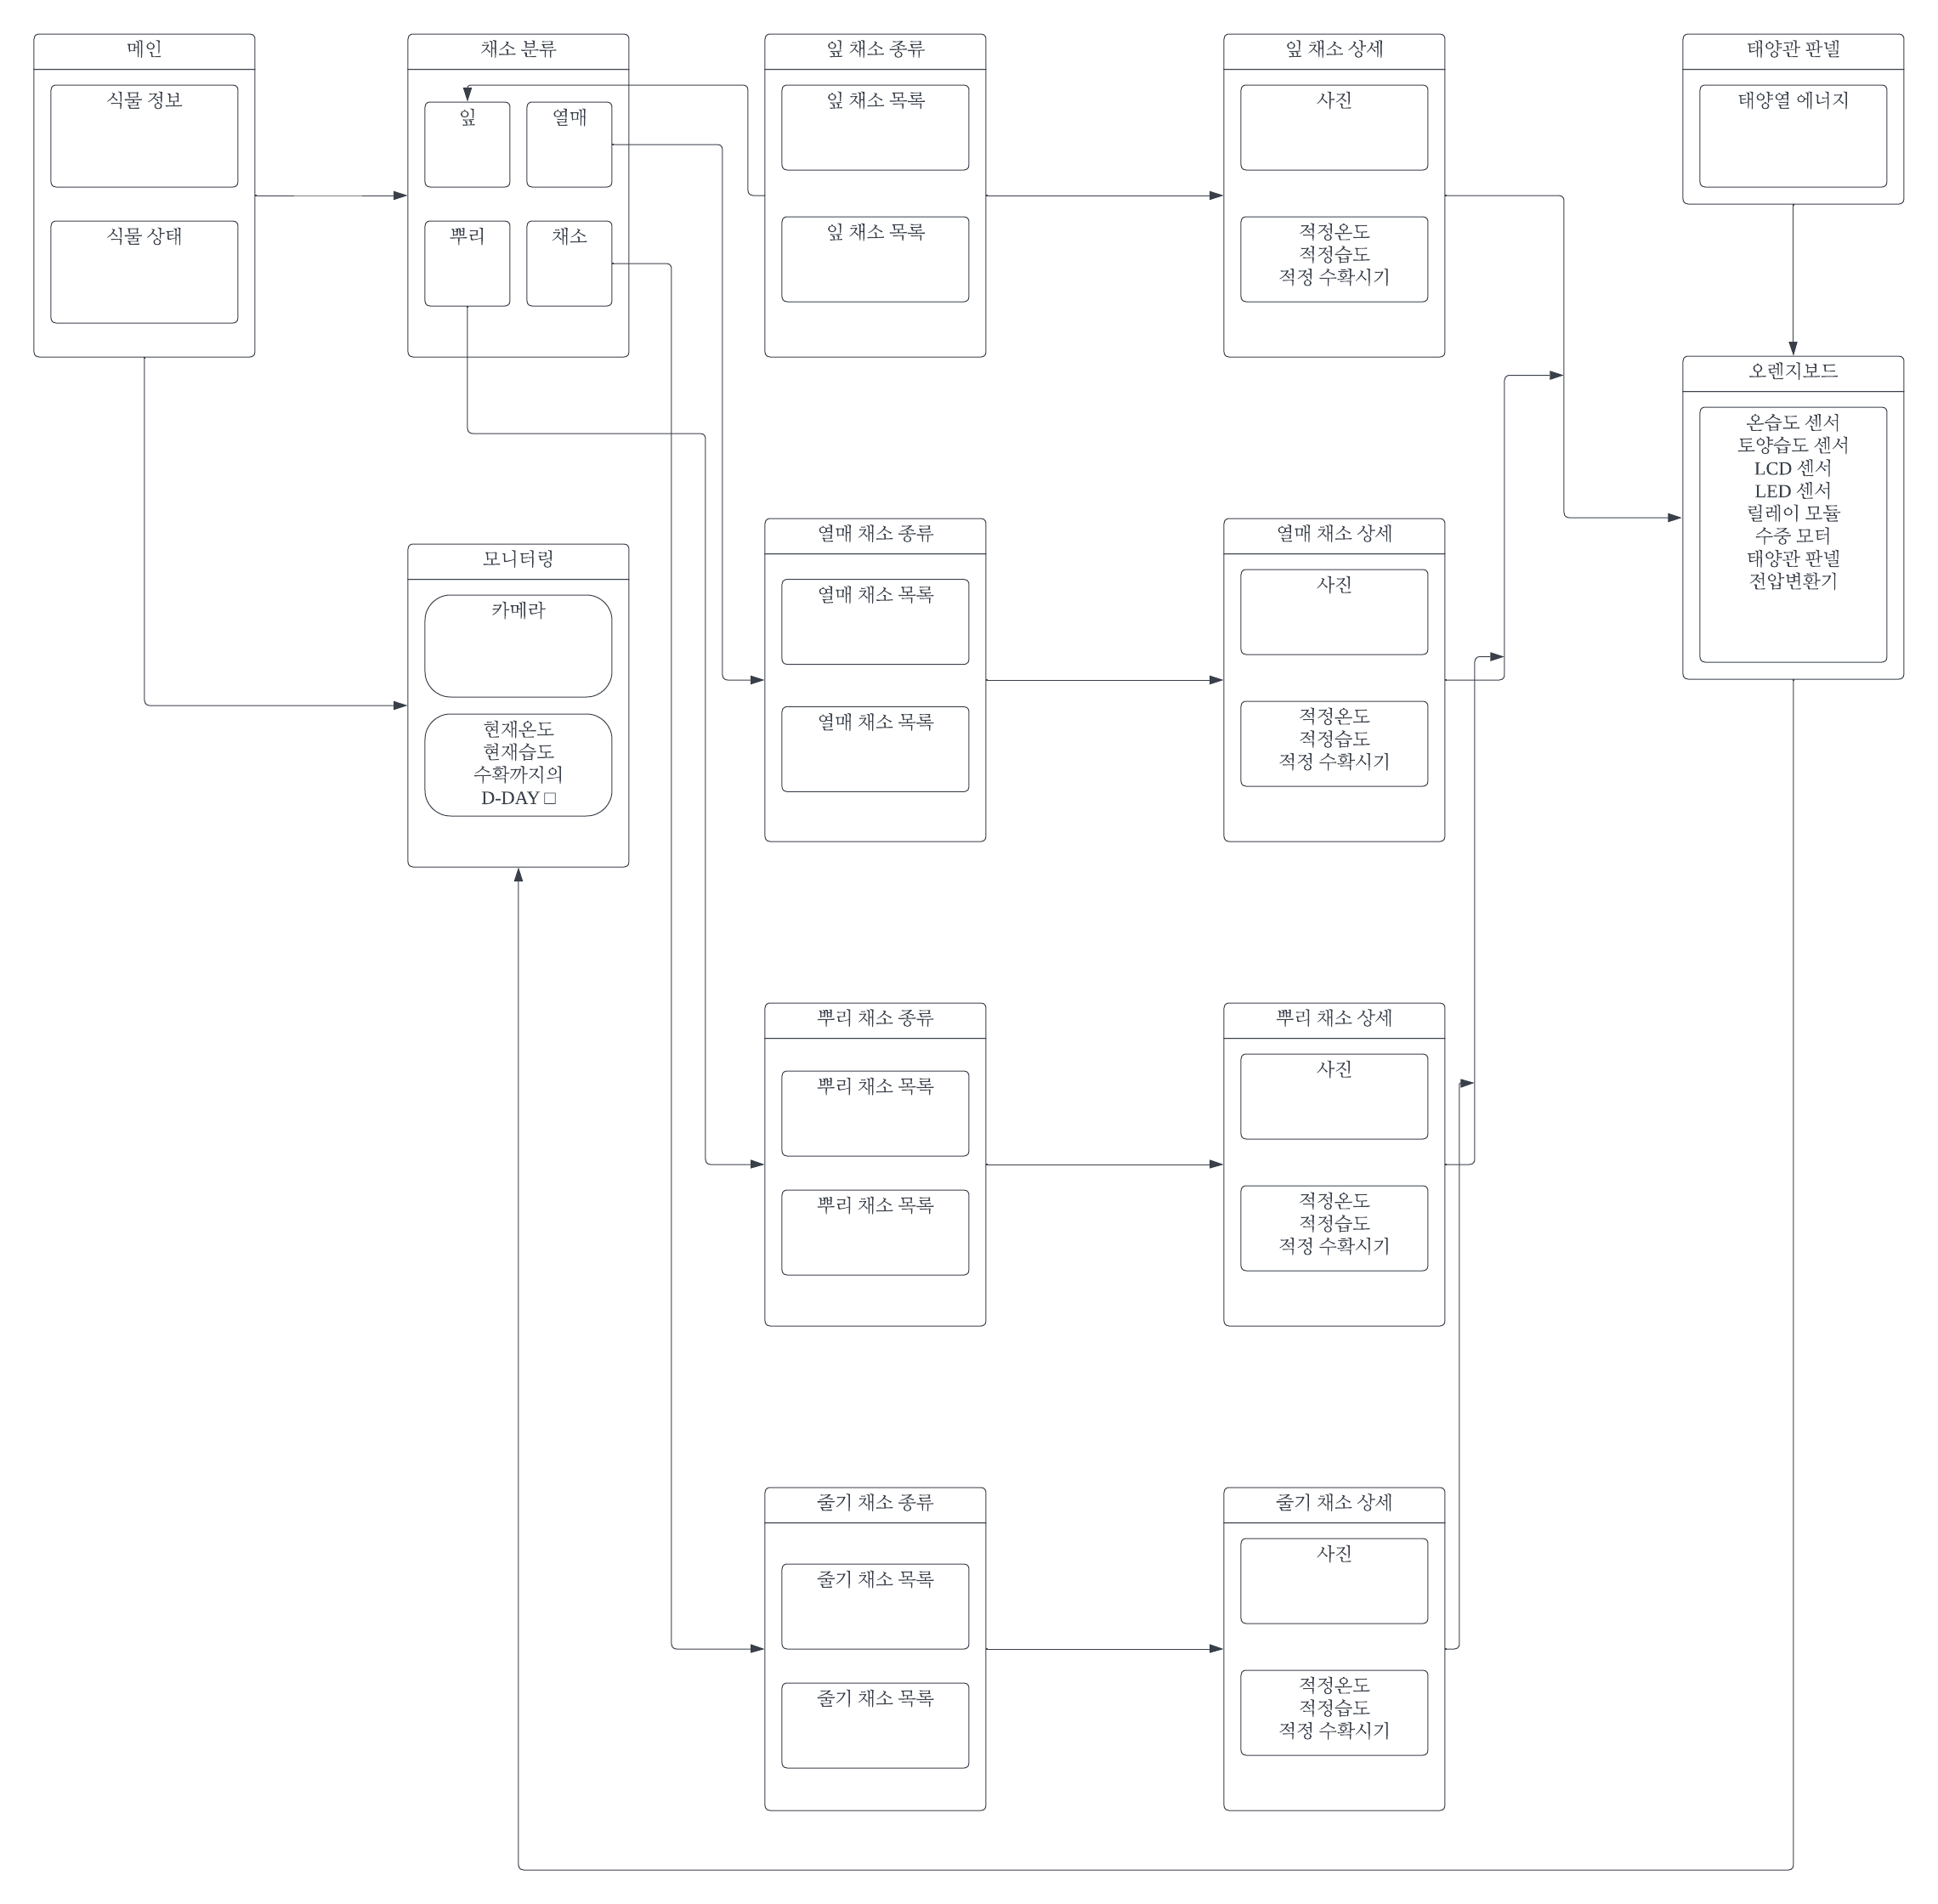 메인
식물 정보
식물 상태
채소 분류
잎
열매
뿌리
채소
모니터링
카메라
현재온도
현재습도
수확까지의
D-DAY □
잎 채소 종류
잎 채소 목록
잎 채소 목록
잎 채소 상세
사진
적정온도
적정습도
적정 수확시기
열매 채소 종류
열매 채소 목록
열매 채소 목록
열매 채소 상세
사진
적정온도
적정습도
적정 수확시기
뿌리 채소 종류
뿌리 채소 목록
뿌리 채소 목록
뿌리 채소 상세
사진
적정온도
적정습도
적정 수확시기
줄기 채소 종류
줄기 채소 목록
줄기 채소 목록
줄기 채소 상세
사진
적정온도
적정습도
적정 수확시기
태양관 판넬
태양열 에너지
오렌지보드
온습도 센서
토양습도 센서
LCD 센서
LED 센서
릴레이 모듈
수중 모터
태양관 판넬
전압변환기